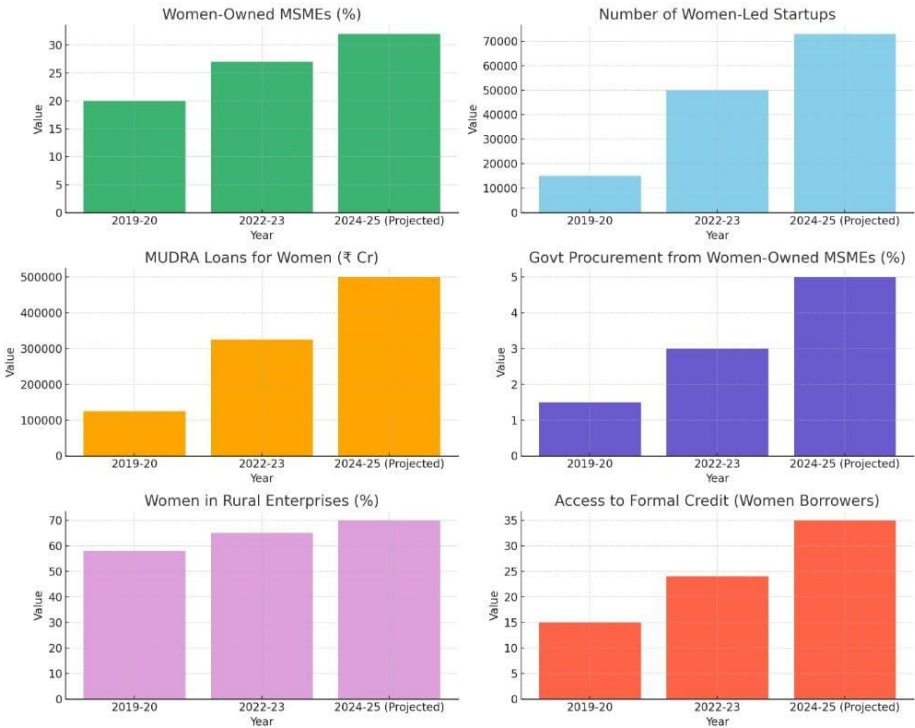 Women-Owned MSMEs (%)
Value
30
25
20
15
10
5
0
2019-20 2022-23 2024-25 (Projected)
Year
Number of Women-Led Startups
Value
70000
60000
50000
40000
30000
20000
10000
0
2019-20 2022-23 2024-25 (Projected)
Year
MUDRA Loans for Women (₹ Cr)
Value
500000
400000
300000
200000
100000
0
2019-20 2022-23 2024-25 (Projected)
Year
Govt Procurement from Women-Owned MSMEs (%)
Value
5
4
3
2
1
0
2019-20 2022-23 2024-25 (Projected)
Year
Women in Rural Enterprises (%)
Value
70
60
50
40
30
20
10
0
2019-20 2022-23 2024-25 (Projected)
Year
Access to Formal Credit (Women Borrowers)
Value
35
30
25
20
15
10
5
0
2019-20 2022-23 2024-25 (Projected)
Year